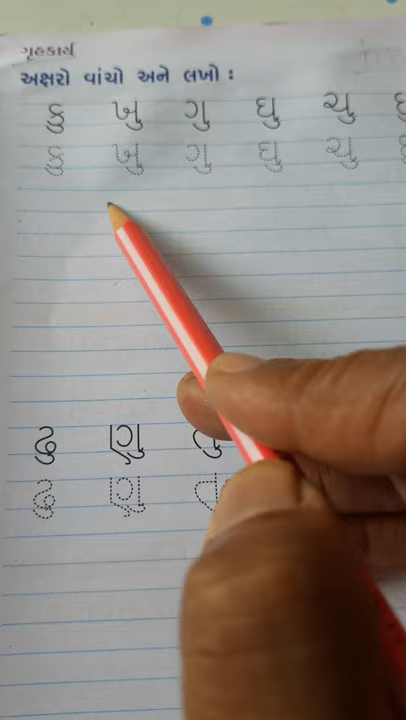 ગૃહકાર્ય
અક્ષરો વાંચો અને લખો :
કુ ખુ ગુ ઘુ ચુ
કુ ખુ ગુ ઘુ ચુ
ઢુ ણુ તુ
ઢુ ણુ